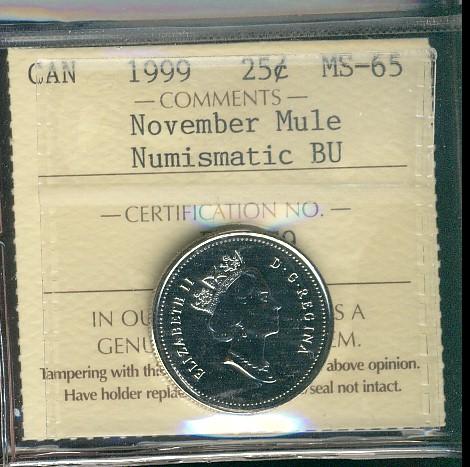 CAN 1999 25¢ MS-65
— COMMENTS —
November Mule
Numismatic BU
— CERTIFICATION NO. —
ELIZABETH II D·G·REGINA
IN S A
Tampering with this above opinion.
Have holder seal not intact.